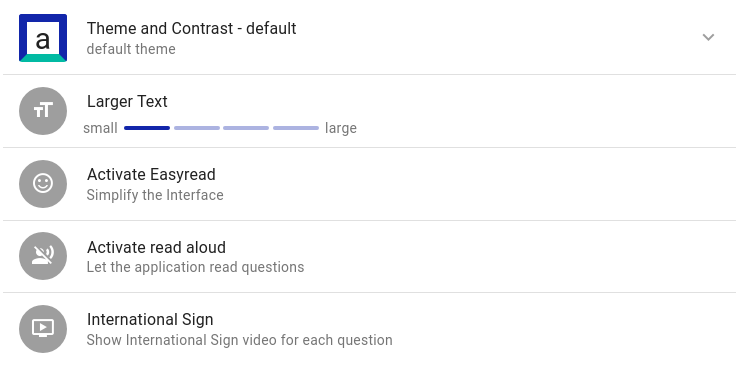 a
Theme and Contrast - default
default theme
Larger Text
small large
Activate Easyread
Simplify the Interface
Activate read aloud
Let the application read questions
International Sign
Show International Sign video for each question